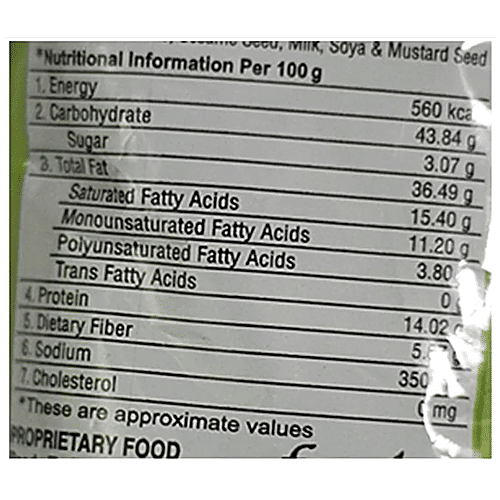 Seed, Milk, Soya & Mustard Seed
*Nutritional Information Per 100 g
1. Energy 560 kca
2. Carbohydrate 43.84 g
Sugar 3.07 g
3. Total Fat 36.49 g
Saturated Fatty Acids 15.40 g
Monounsaturated Fatty Acids 11.20 g
Polyunsaturated Fatty Acids 3.80
Trans Fatty Acids 0
4. Protein 14.02
5. Dietary Fiber
6. Sodium 350
7. Cholesterol 0 mg
*These are approximate values
PROPRIETARY FOOD